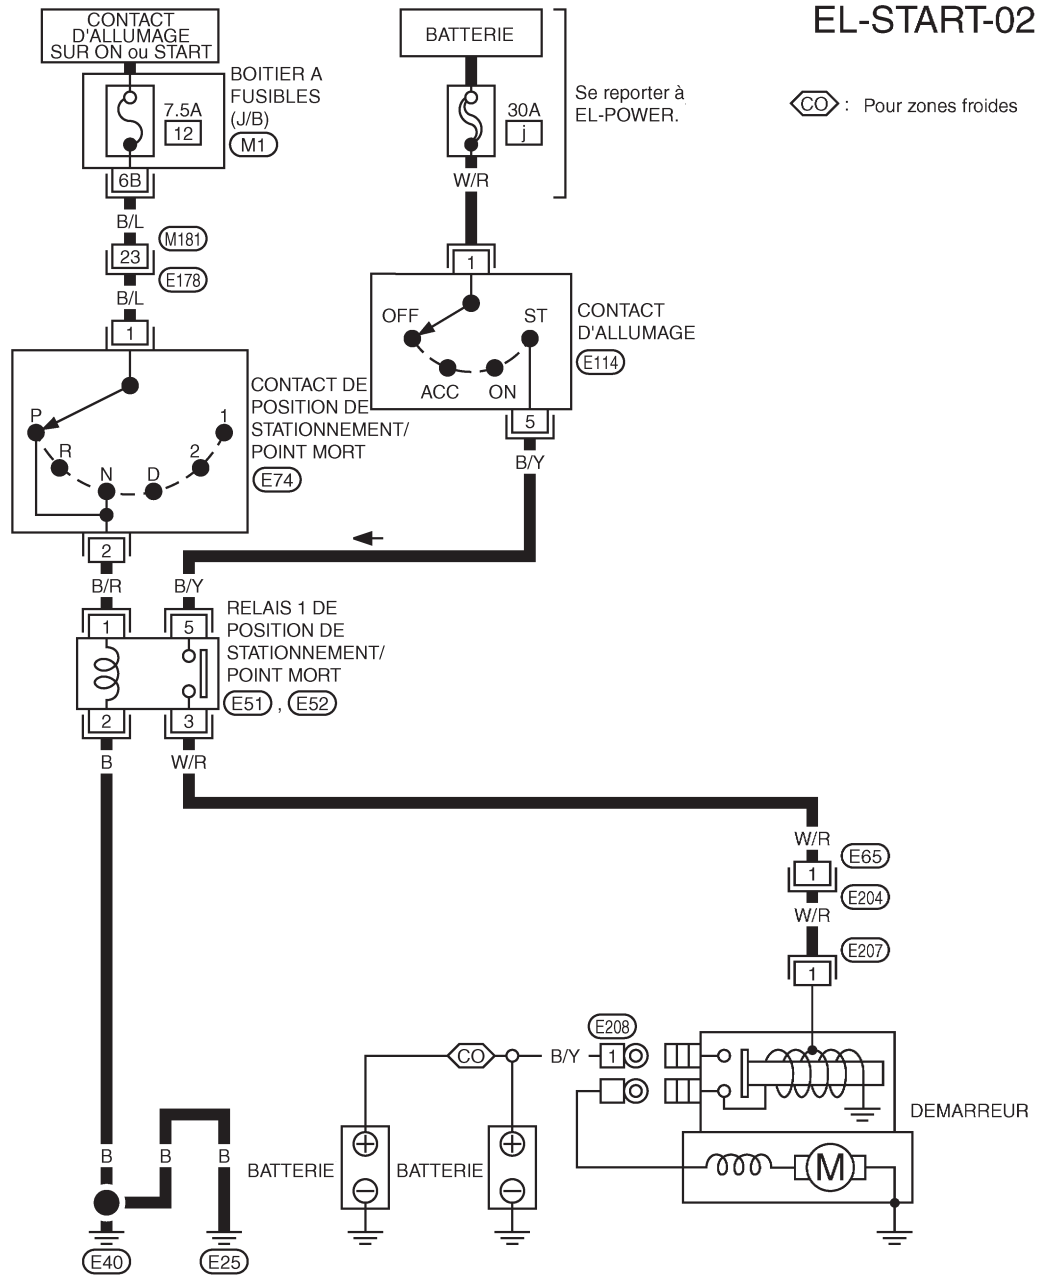 EL-START-02
CONTACT
D'ALLUMAGE
SUR ON ou START
BATTERIE
BOITIER A
FUSIBLES
(J/B)
M1
7.5A
12
30A
j
Se reporter à
EL-POWER.
CO : Pour zones froides
6B
W/R
B/L
M181
23
E178
B/L
1
1
OFF
ST
ACC
ON
CONTACT
D'ALLUMAGE
E114
CONTACT DE
POSITION DE
STATIONNEMENT/
POINT MORT
E74
P
R
N
D
2
1
5
B/Y
2
B/R
B/Y
1
5
RELAIS 1 DE
POSITION DE
STATIONNEMENT/
POINT MORT
E51 , E52
2
3
B
W/R
W/R
E65
1
E204
W/R
E207
1
E208
CO
B/Y
1
DEMARREUR
M
B
B
B
BATTERIE
BATTERIE
E40
E25